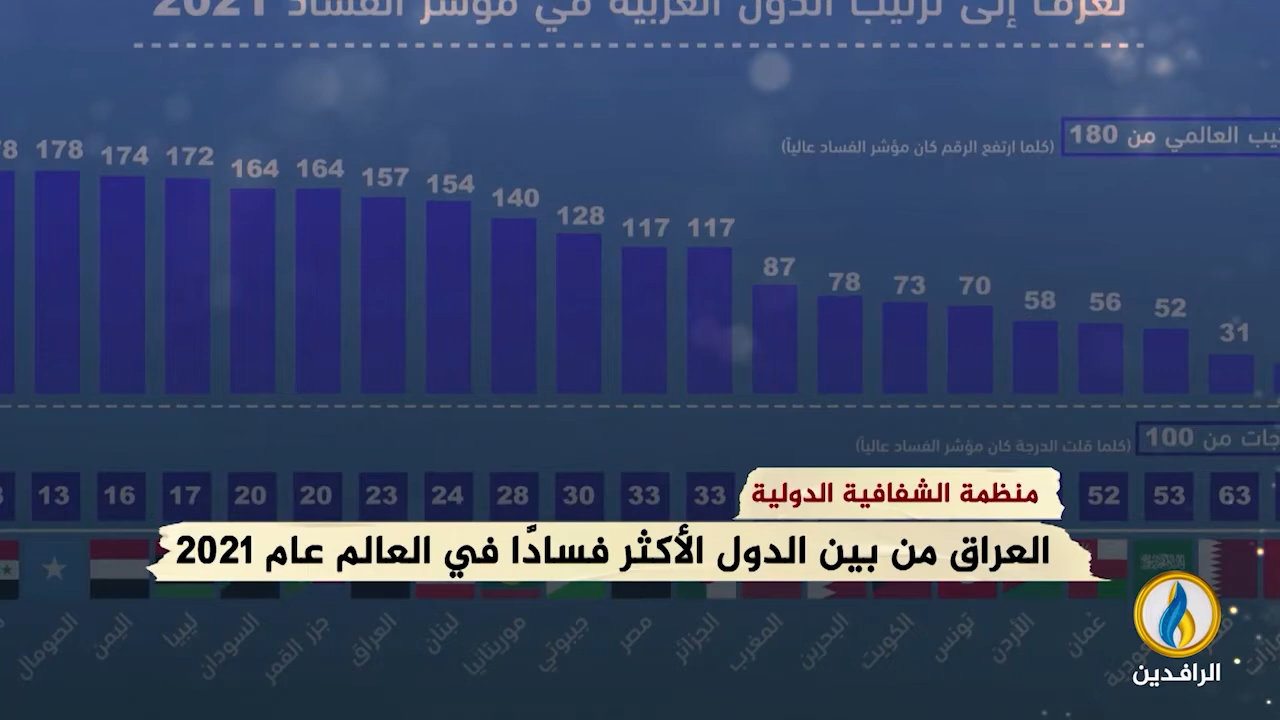 تعرف إلى ترتيب الدول العربية في مؤشر الفساد 2021
العالمي من 180
(كلما ارتفع الرقم كان مؤشر الفساد عالياً)
178 174 172 164 164 157 154 140 128 117 117 87 78 73 70 58 56 52 31
من 100
(كلما قلت الدرجة كان مؤشر الفساد عالياً)
13 16 17 20 20 23 24 28 30 33 33 52 53 63
منظمة الشفافية الدولية
العراق من بين الدول الأكثر فسادًا في العالم عام 2021
الصومال اليمن ليبيا السودان جزر القمر العراق لبنان موريتانيا جيبوتي مصر الجزائر المغرب البحرين الكويت تونس الأردن عُمان
الرافدين